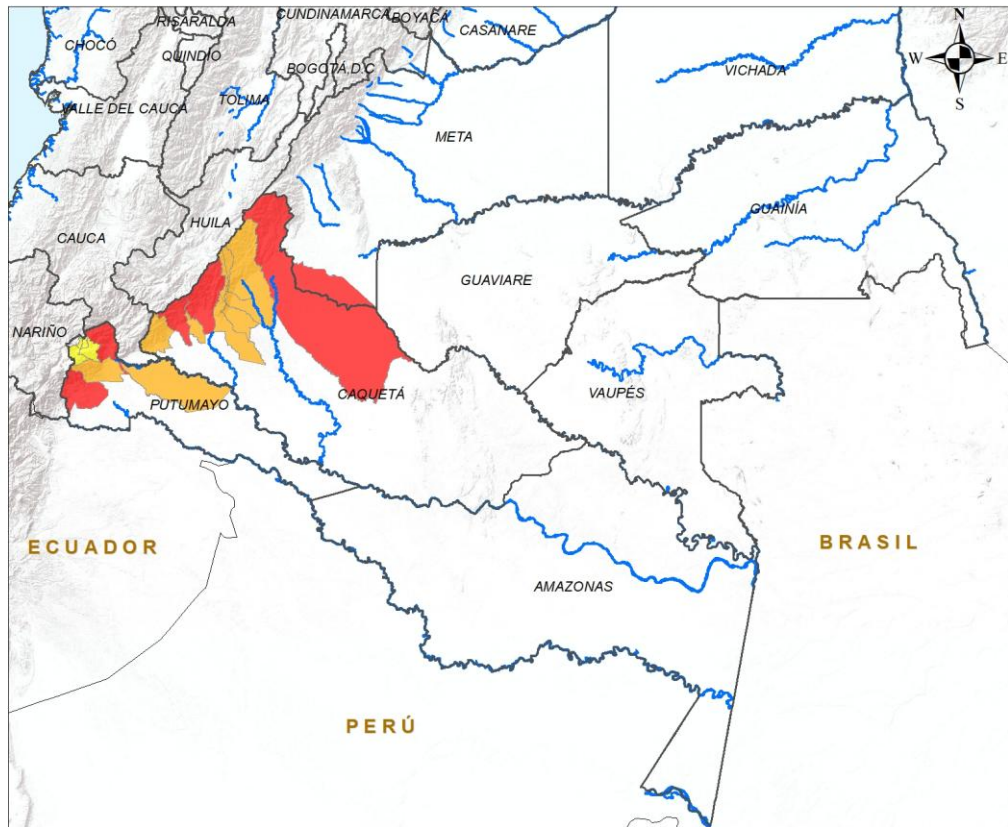 CUNDINAMARCA
BOYACÁ
RISARALDA
CASANARE
N
CHOCÓ
QUINDIO
BOGOTÁ D.C
W
E
VICHADA
S
TOLIMA
VALLE DEL CAUCA
META
GUAINÍA
HUILA
CAUCA
GUAVIARE
NARIÑO
CAQUETÁ
VAUPÉS
PUTUMAYO
ECUADOR
BRASIL
AMAZONAS
PERÚ